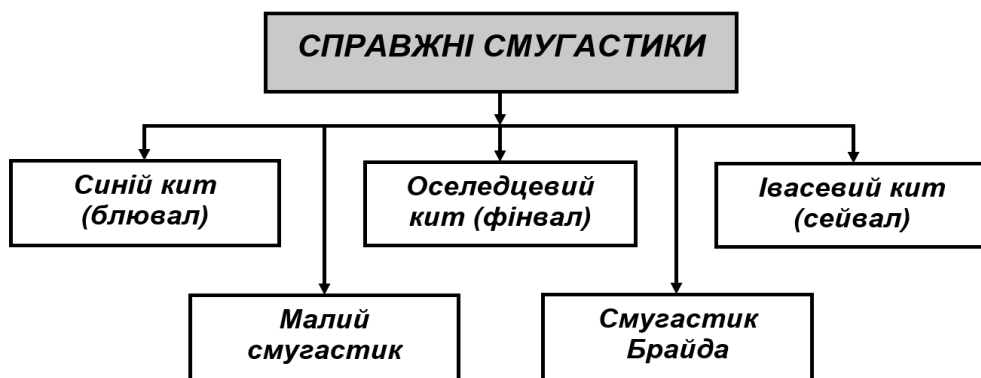 СПРАВЖНІ СМУГАСТИКИ
Синій кит
(блювал)
Оселедцевий
кит (фінвал)
Івасевий кит
(сейвал)
Малий
смугастик
Смугастик
Брайда